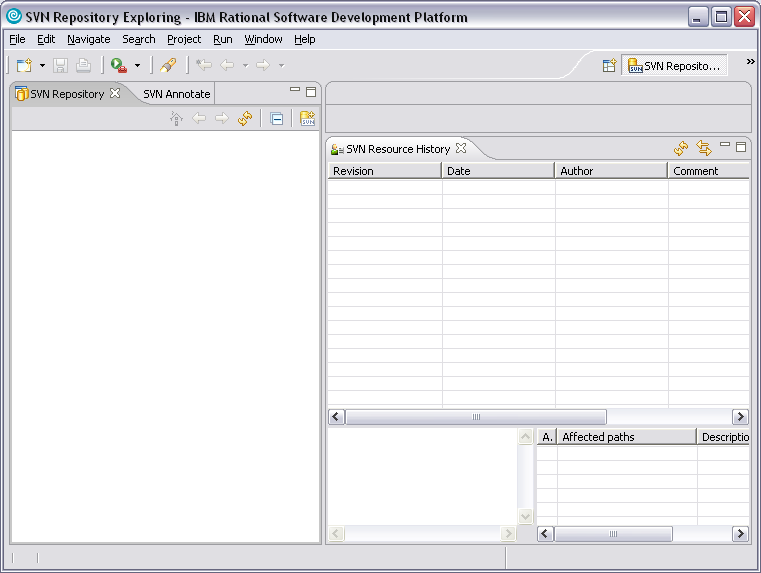 SVN Repository Exploring - IBM Rational Software Development Platform
File Edit Navigate Search Project Run Window Help
SVN Reposito...
SVN Repository SVN Annotate
SVN
SVN Resource History
Revision Date Author Comment
A. Affected paths Descriptio